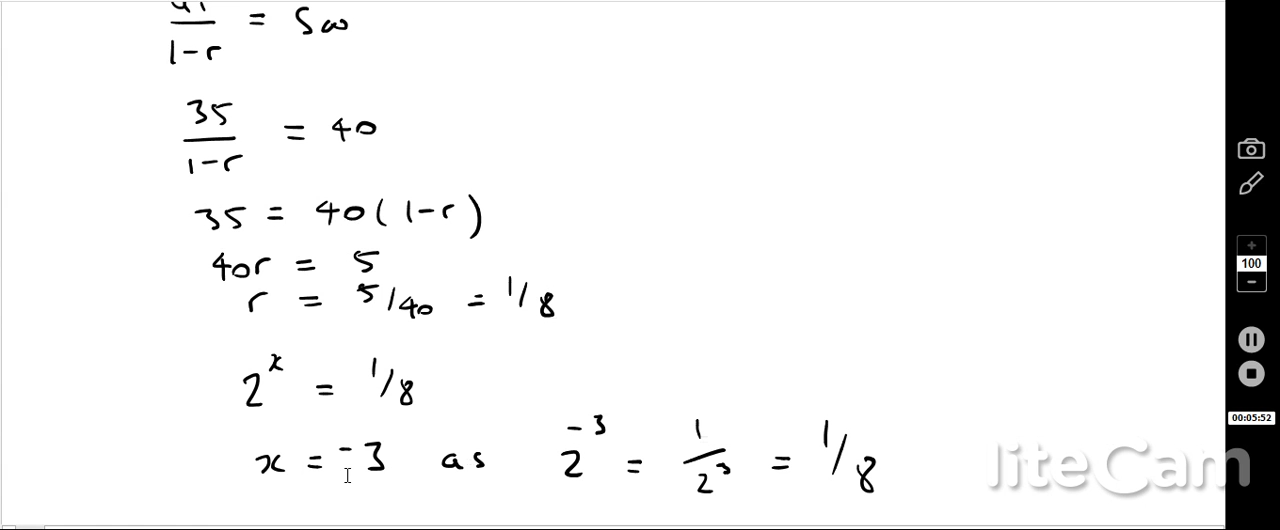 1-r = S∞
35/1-r = 40
35 = 40(1-r)
40r = 5
r = 5/40 = 1/8
2^x = 1/8
x = -3 as 2^-3 = 1/2^3 = 1/8
100
00:05:52
liteCam